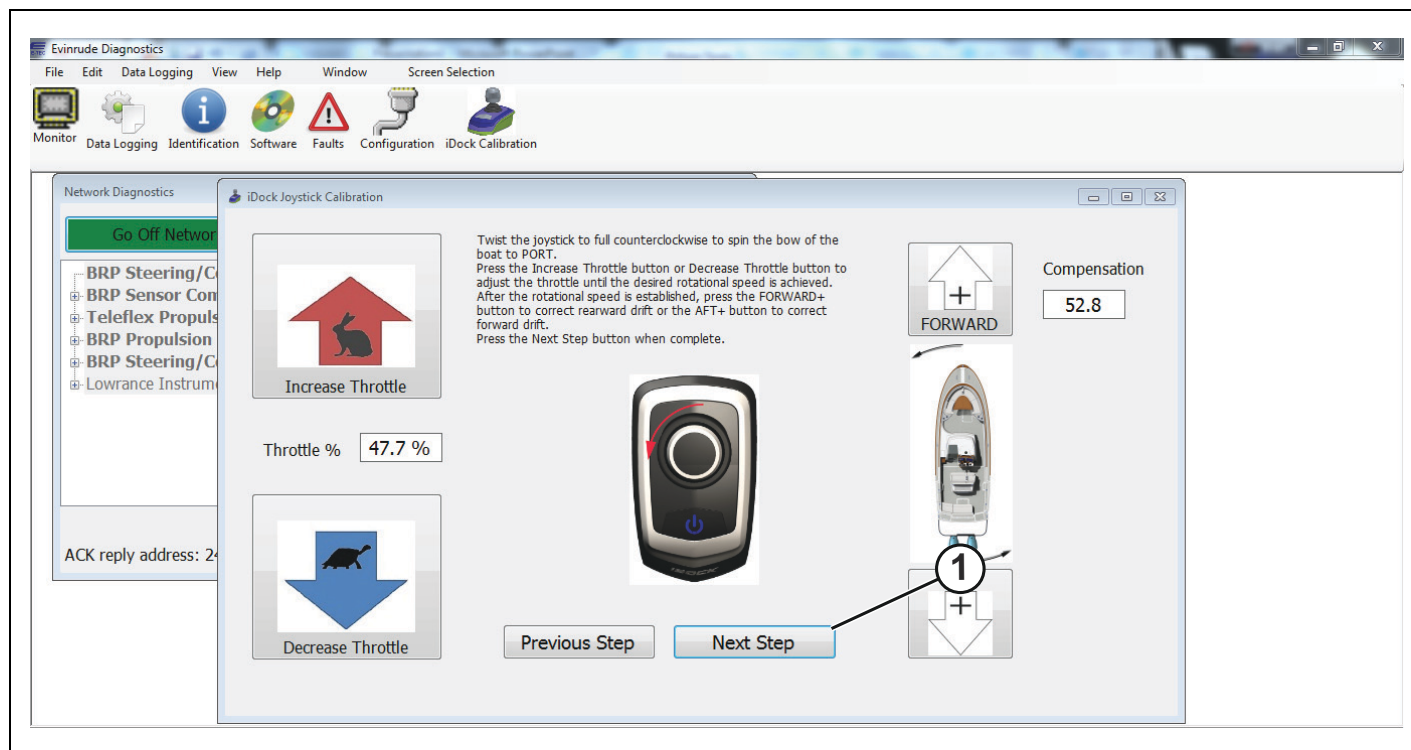 Evinrude Diagnostics
File Edit Data Logging View Help Window Screen Selection
Monitor Data Logging Identification Software Faults Configuration iDock Calibration
Network Diagnostics
Go Off Networ
BRP Steering/C
BRP Sensor Con
Teleflex Propuls
BRP Propulsion
BRP Steering/C
Lowrance Instrume
ACK reply address: 24
iDock Joystick Calibration
Increase Throttle
Throttle % 47.7 %
Decrease Throttle
Twist the joystick to full counterclockwise to spin the bow of the
boat to PORT.
Press the Increase Throttle button or Decrease Throttle button to
adjust the throttle until the desired rotational speed is achieved.
After the rotational speed is established, press the FORWARD+
button to correct rearward drift or the AFT+ button to correct
forward drift.
Press the Next Step button when complete.
iDOCK
Previous Step Next Step
+
FORWARD
Compensation
52.8
1
+